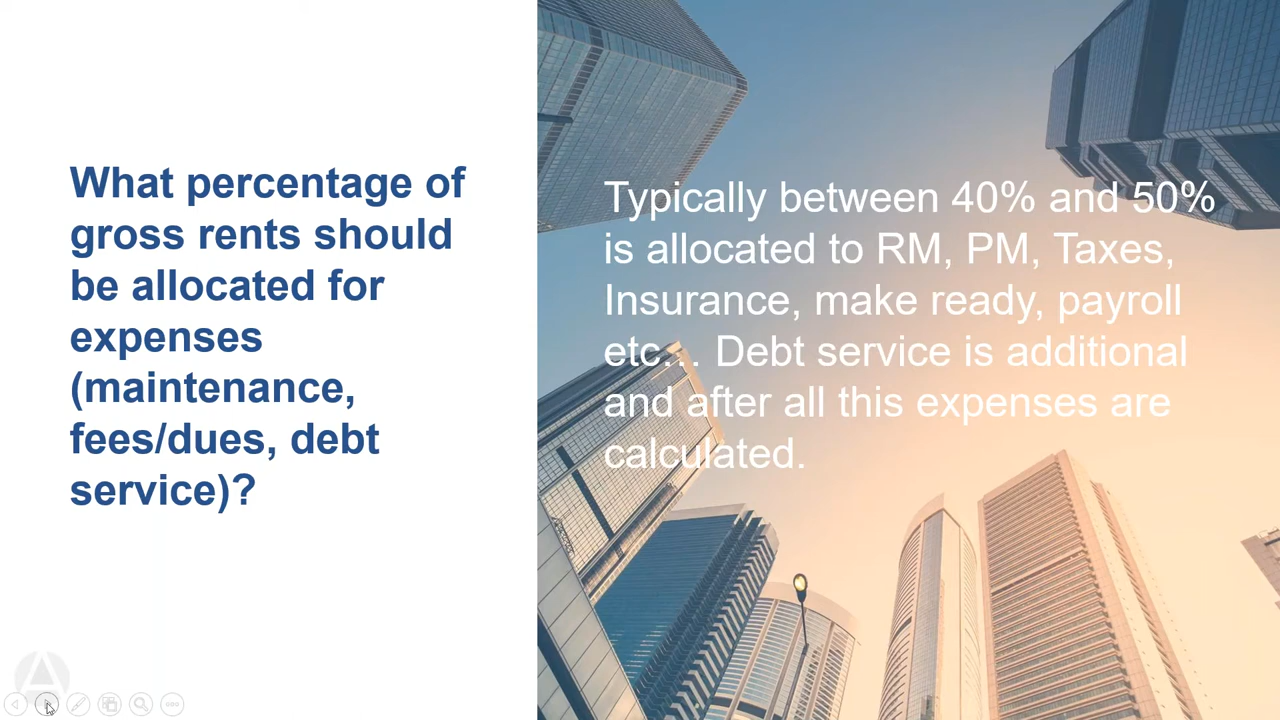 What percentage of
gross rents should
be allocated for
expenses
(maintenance,
fees/dues, debt
service)?
Typically between 40% and 50%
is allocated to RM, PM, Taxes,
Insurance, make ready, payroll
etc… Debt service is additional
and after all this expenses are
calculated.